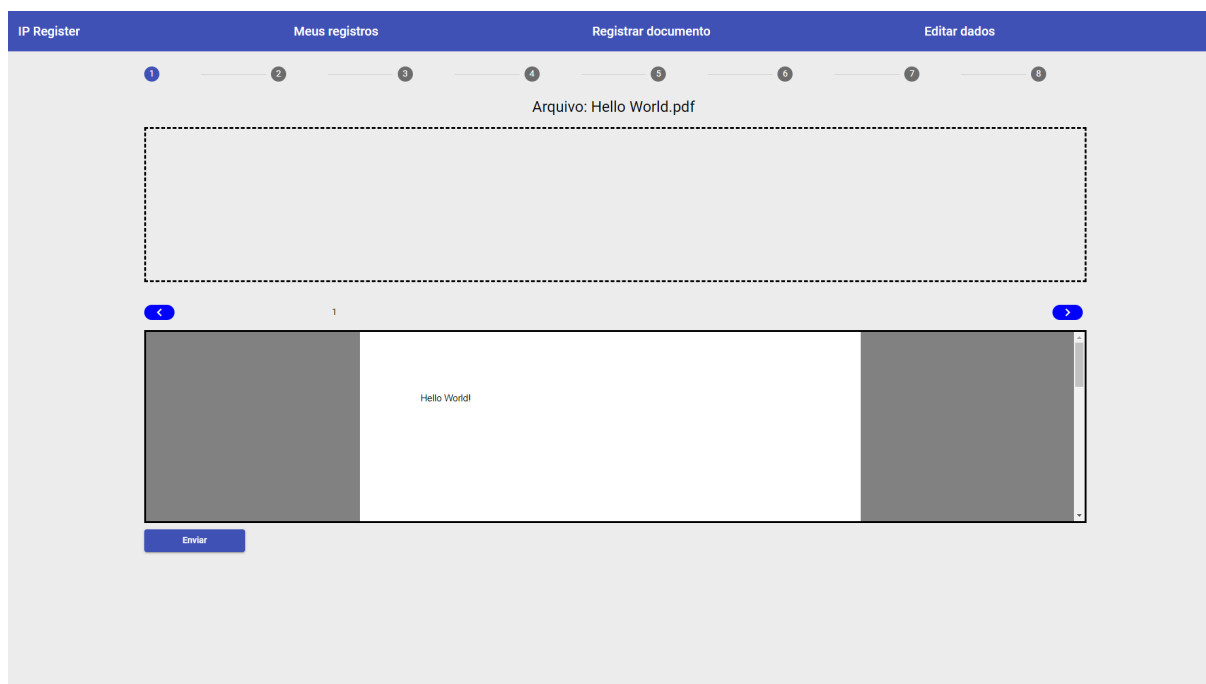 IP Register Meus registros Registrar documento Editar dados
1 2 3 4 5 6 7 8
Arquivo: Hello World.pdf
1
Hello World!
Enviar